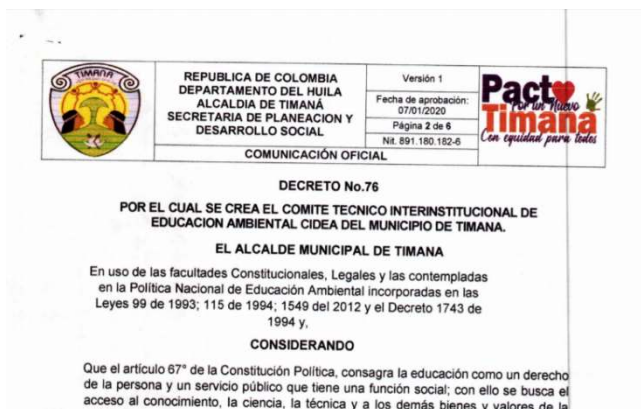 TIMANA
REPUBLICA DE COLOMBIA
DEPARTAMENTO DEL HUILA
ALCALDIA DE TIMANÁ
SECRETARIA DE PLANEACION Y
DESARROLLO SOCIAL
Versión 1
Fecha de aprobación:
07/01/2020
Página 2 de 6
Nit. 891.180.182-6
COMUNICACIÓN OFICIAL
Pacto
Por un Nuevo
Timana
Con equidad para todos
DECRETO No.76
POR EL CUAL SE CREA EL COMITE TECNICO INTERINSTITUCIONAL DE
EDUCACION AMBIENTAL CIDEA DEL MUNICIPIO DE TIMANA.
EL ALCALDE MUNICIPAL DE TIMANA
En uso de las facultades Constitucionales, Legales y las contempladas
en la Política Nacional de Educación Ambiental incorporadas en las
Leyes 99 de 1993; 115 de 1994; 1549 del 2012 y el Decreto 1743 de
1994 y,
CONSIDERANDO
Que el artículo 67° de la Constitución Política, consagra la educación como un derecho
de la persona y un servicio público que tiene una función social; con ello se busca el
acceso al conocimiento, la ciencia, la técnica y a los demás bienes y valores de la